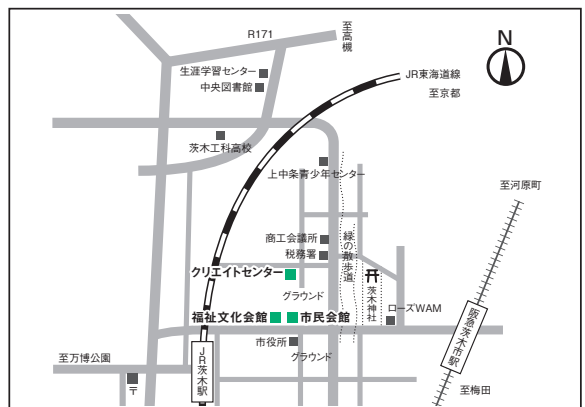 R171
至高槻
N
生涯学習センター
中央図書館
JR東海道線
至京都
茨木工科高校
上中条青少年センター
至河原町
商工会議所
税務署
緑の散歩道
クリエイトセンター
グラウンド
茨木神社
ローズWAM
福祉文化会館
市民会館
市役所
グラウンド
至万博公園
JR茨木駅
阪急茨木市駅
至梅田
〒